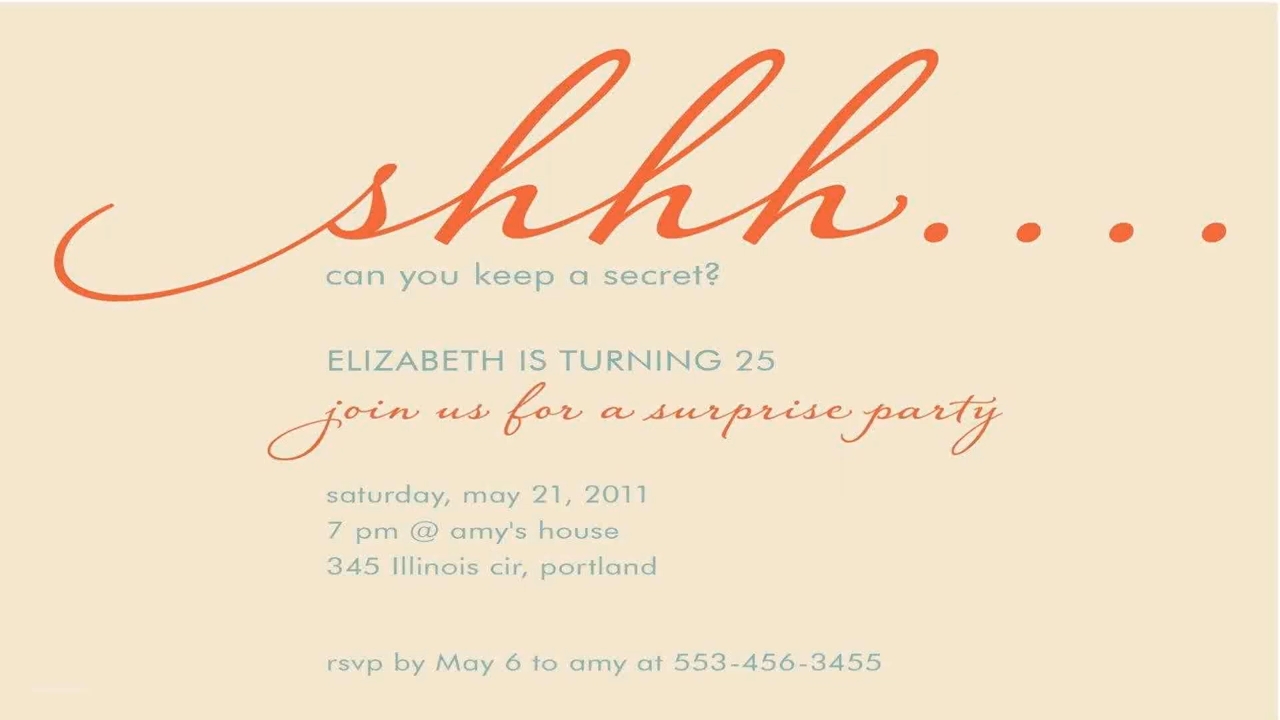 shhh....
can you keep a secret?
ELIZABETH IS TURNING 25
join us for a surprise party
saturday, may 21, 2011
7 pm @ amy's house
345 Illinois cir, portland
rsvp by May 6 to amy at 553-456-3455